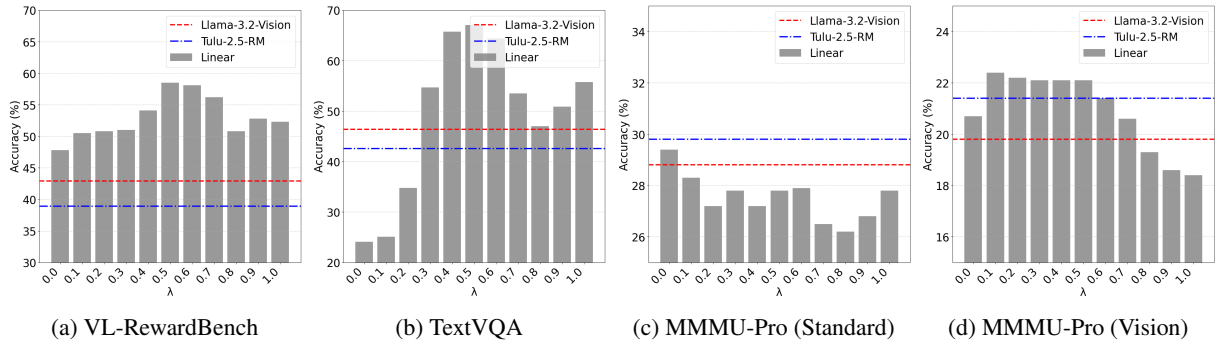 70
65
60
55
50
45
40
35
30
Accuracy (%)
Llama-3.2-Vision
Tulu-2.5-RM
Linear
0.0 0.1 0.2 0.3 0.4 0.5 0.6 0.7 0.8 0.9 1.0
λ
(a) VL-RewardBench
70
60
50
40
30
20
Accuracy (%)
Llama-3.2-Vision
Tulu-2.5-RM
Linear
0.0 0.1 0.2 0.3 0.4 0.5 0.6 0.7 0.8 0.9 1.0
λ
(b) TextVQA
34
32
30
28
26
Accuracy (%)
Llama-3.2-Vision
Tulu-2.5-RM
Linear
0.0 0.1 0.2 0.3 0.4 0.5 0.6 0.7 0.8 0.9 1.0
λ
(c) MMMU-Pro (Standard)
24
22
20
18
16
Accuracy (%)
Llama-3.2-Vision
Tulu-2.5-RM
Linear
0.0 0.1 0.2 0.3 0.4 0.5 0.6 0.7 0.8 0.9 1.0
λ
(d) MMMU-Pro (Vision)